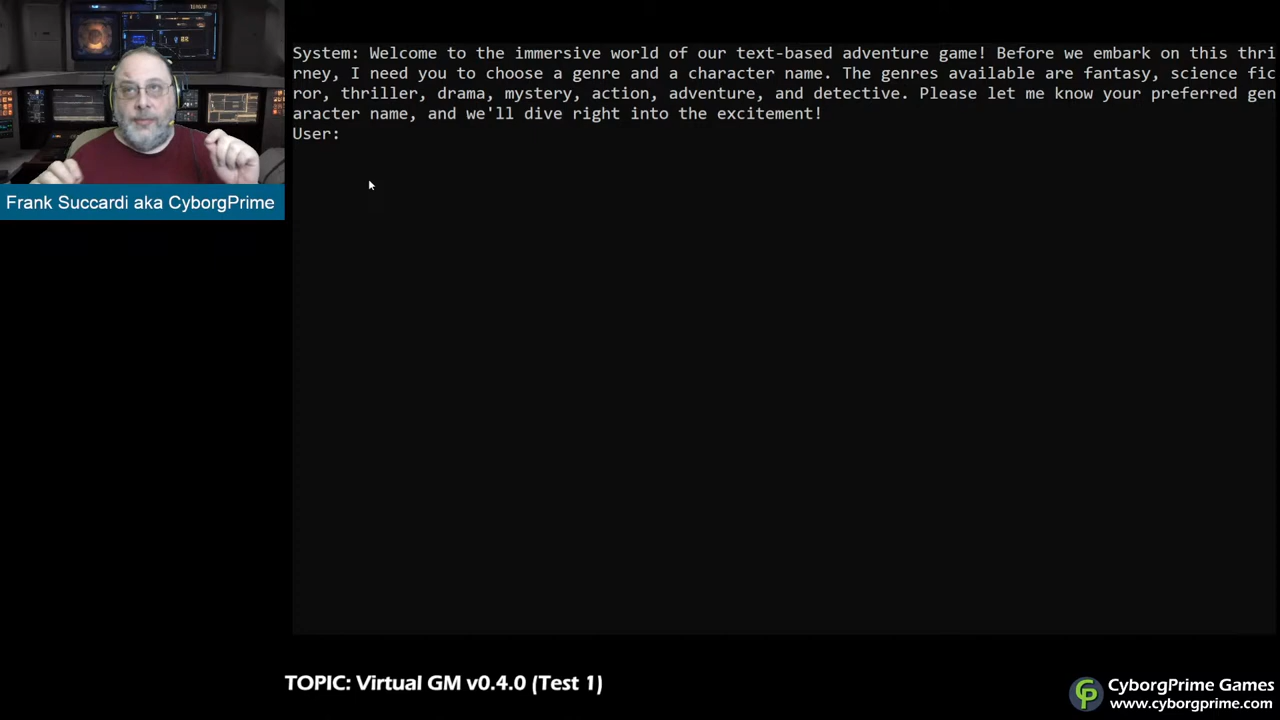 System: Welcome to the immersive world of our text-based adventure game! Before we embark on this thri
rney, I need you to choose a genre and a character name. The genres available are fantasy, science fic
ror, thriller, drama, mystery, action, adventure, and detective. Please let me know your preferred gen
aracter name, and we'll dive right into the excitement!
User:
Frank Succardi aka CyborgPrime
TOPIC: Virtual GM v0.4.0 (Test 1)
CyborgPrime Games
www.cyborgprime.com